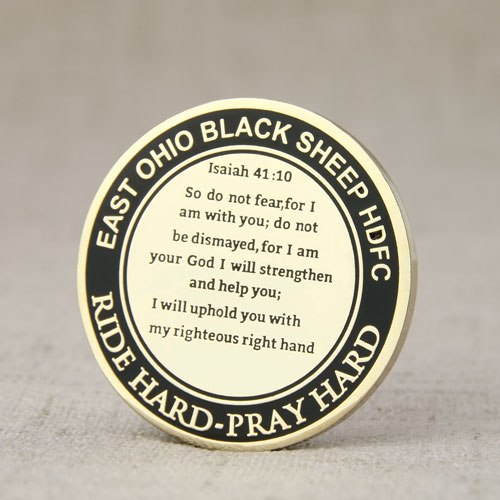 EAST OHIO BLACK SHEEP HDFC
Isaiah 41:10
So do not fear,for I
am with you; do not
be dismayed,for I am
your God I will strengthen
and help you;
I will uphold you with
my righteous right hand
RIDE HARD-PRAY HARD